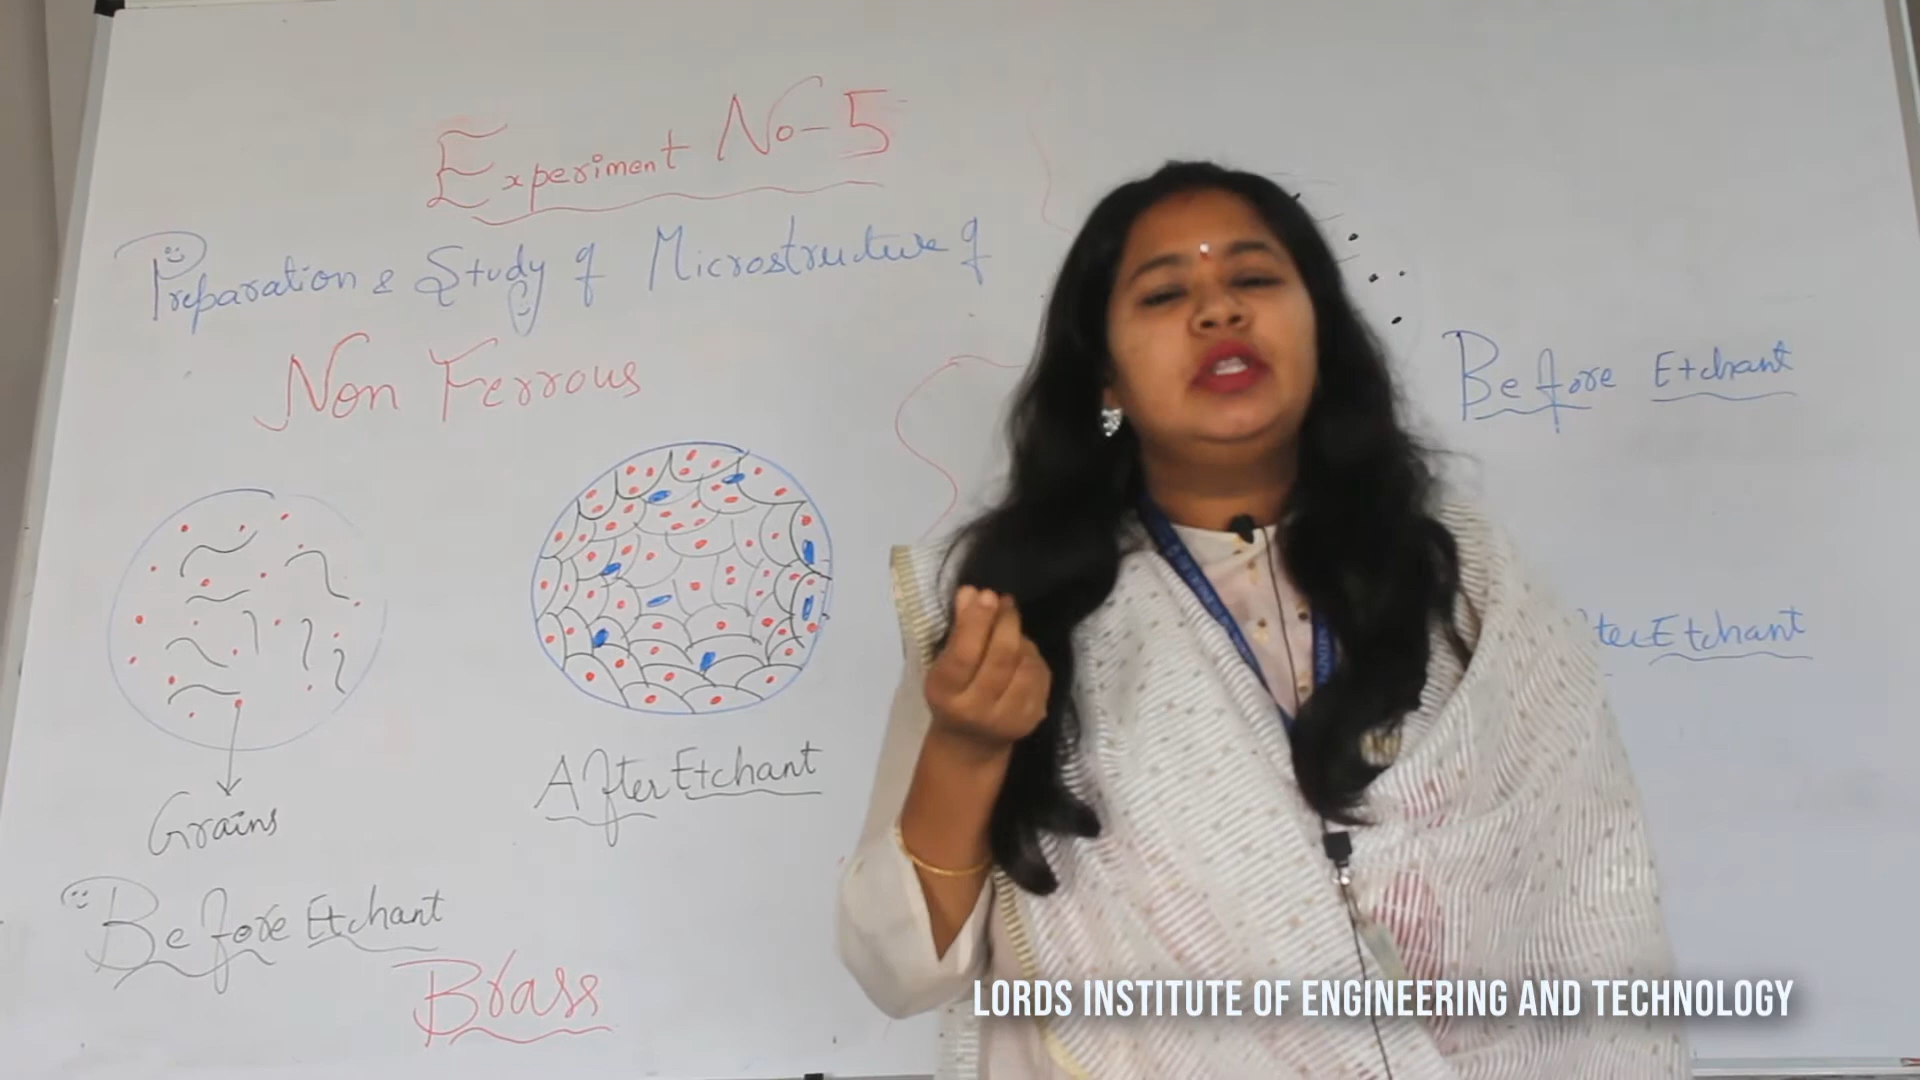 Experiment No-5
Preparation & Study of Microstructure of
Non Ferrous
Before Etchant
After Etchant
Grains
Before Etchant
Brass
Etchant
LORDS INSTITUTE OF ENGINEERING AND TECHNOLOGY